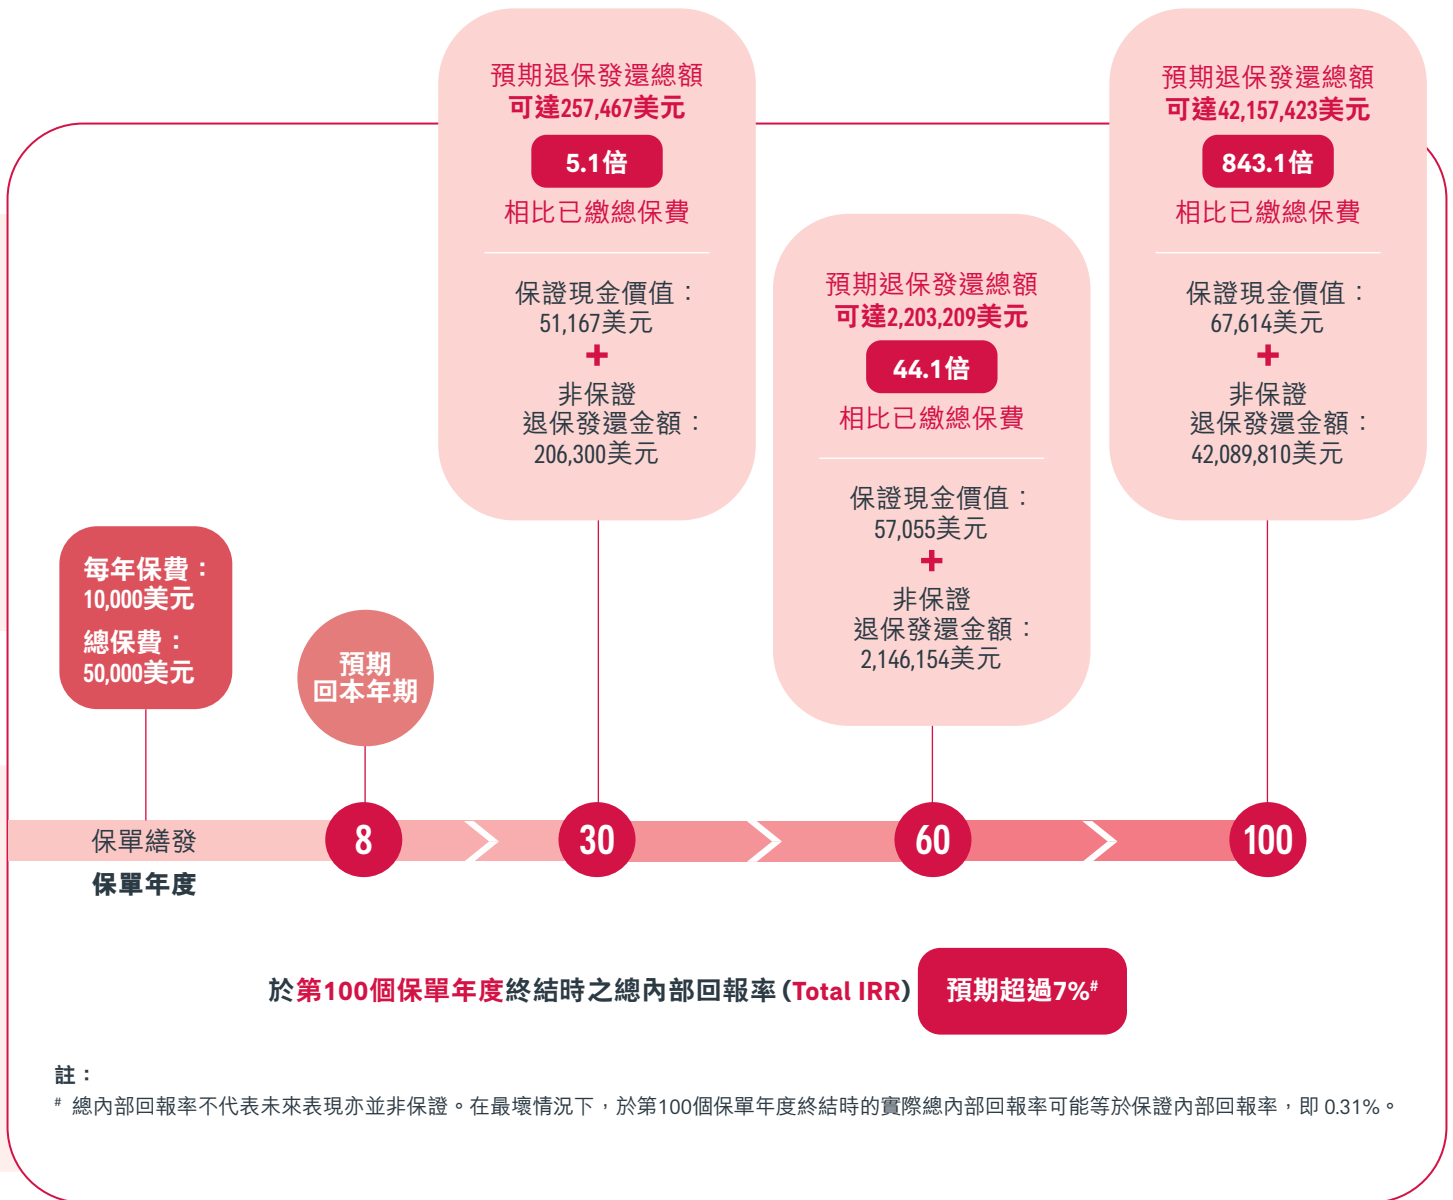 預期退保發還總額
可達257,467美元
5.1倍
相比已繳總保費
保證現金價值：
51,167美元
+
非保證
退保發還金額：
206,300美元
預期退保發還總額
可達2,203,209美元
44.1倍
相比已繳總保費
保證現金價值：
57,055美元
+
非保證
退保發還金額：
2,146,154美元
預期退保發還總額
可達42,157,423美元
843.1倍
相比已繳總保費
保證現金價值：
67,614美元
+
非保證
退保發還金額：
42,089,810美元
每年保費：
10,000美元
總保費：
50,000美元
預期
回本年期
保單繕發
8
30
60
100
保單年度
於第100個保單年度終結時之總內部回報率（Total IRR） 預期超過7%#
註：
# 總內部回報率不代表未來表現亦並非保證。在最壞情況下，於第100個保單年度終結時的實際總內部回報率可能等於保證內部回報率，即 0.31%。